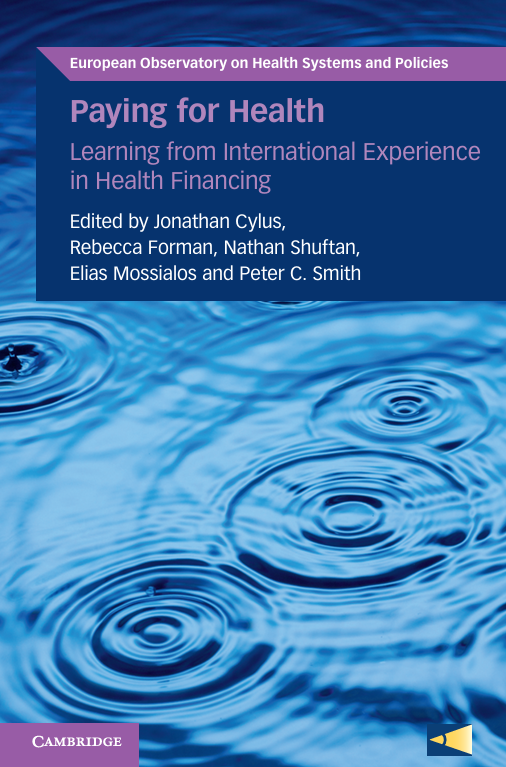 European Observatory on Health Systems and Policies
Paying for Health
Learning from International Experience
in Health Financing
Edited by Jonathan Cylus,
Rebecca Forman, Nathan Shuftan,
Elias Mossialos and Peter C. Smith
CAMBRIDGE